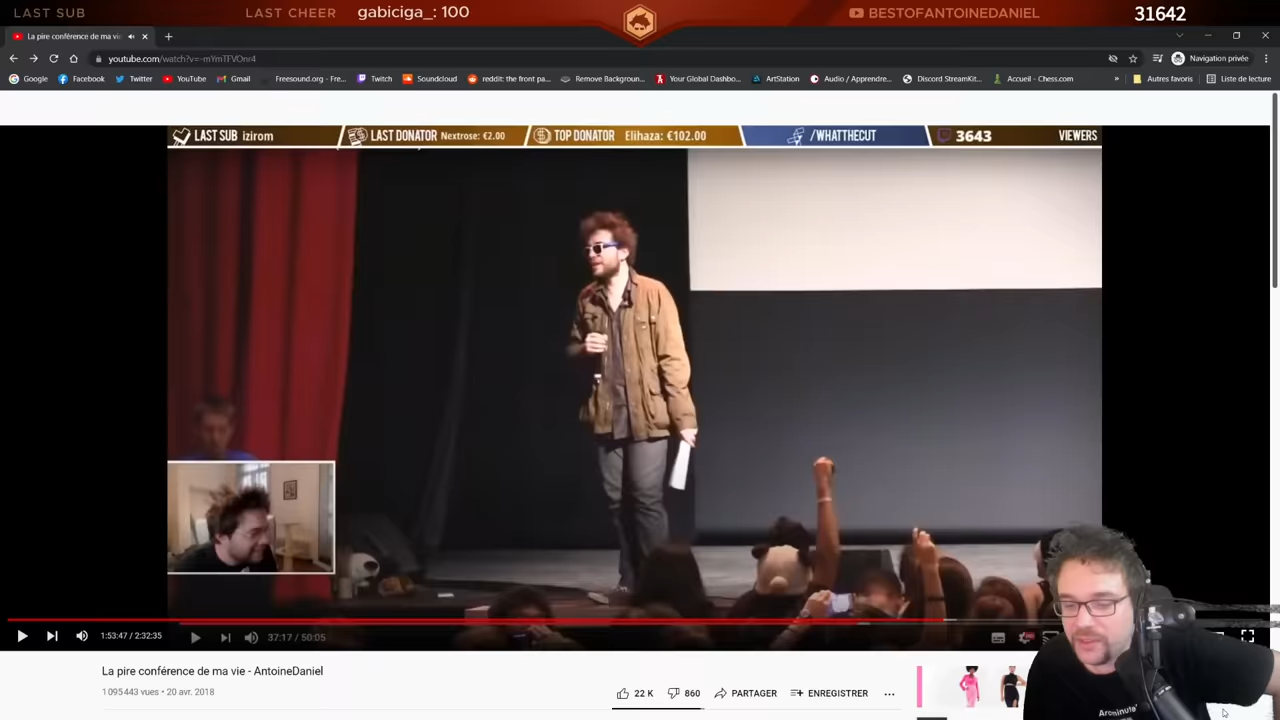 LAST SUB LAST CHEER gabiciga_: 100 BESTOFANTOINEDANIEL 31642
La pire conférence de ma vie
youtube.com/watch?v=-mYmTFVOnr4 Navigation privée
Google Facebook Twitter YouTube Gmail Freesound.org - Fre... Twitch Soundcloud reddit: the front pa... Remove Backgroun... Your Global Dashbo... ArtStation Audio / Apprendre... Discord StreamKit... Accueil - Chess.com » Autres favoris Liste de lecture
LAST SUB izirom LAST DONATOR Nextrose: €2.00 TOP DONATOR Elihaza: €102.00 /WHATTHECUT 3643 VIEWERS
1:53:47 / 2:32:35 37:17 / 50:05
La pire conférence de ma vie - AntoineDaniel
1 095 443 vues • 20 avr. 2018 22 K 860 PARTAGER ENREGISTRER ...
Arcminute